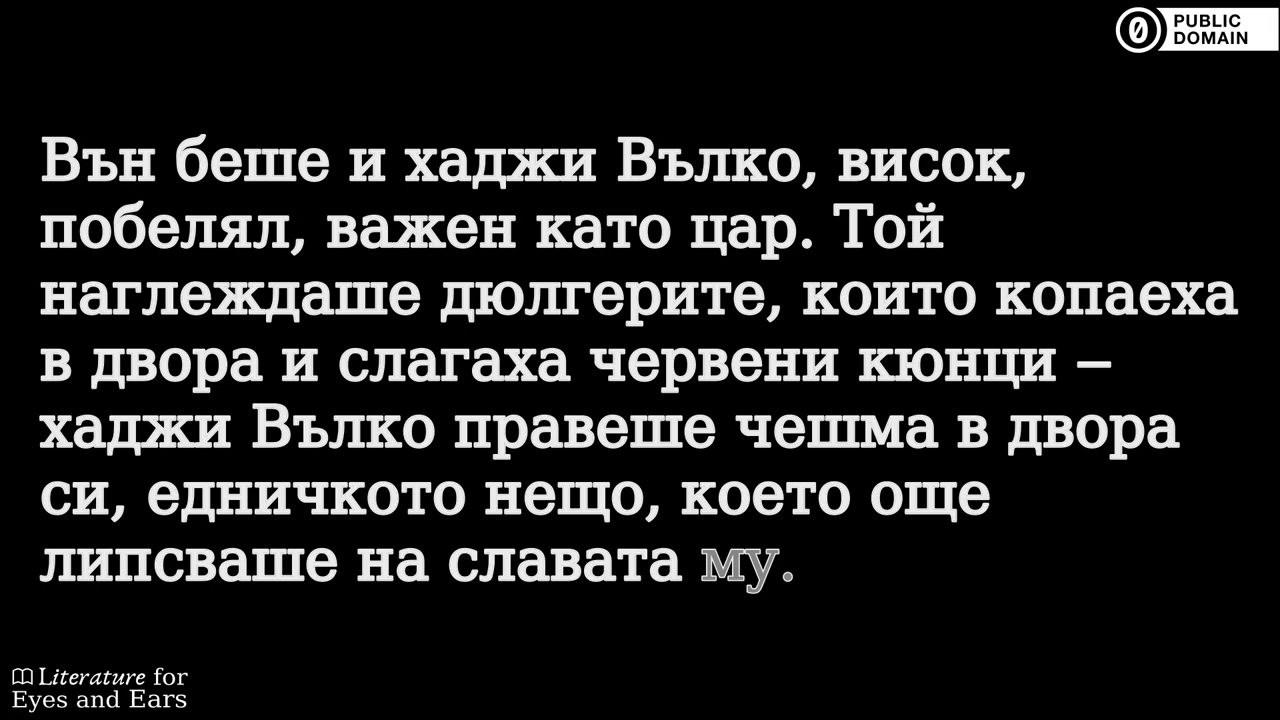 PUBLIC
DOMAIN
Вън беше и хаджи Вълко, висок,
побелял, важен като цар. Той
наглеждаше дюлгерите, които копаеха
в двора и слагаха червени кюнци –
хаджи Вълко правеше чешма в двора
си, едничкото нещо, което още
липсваше на славата му.
Literature for
Eyes and Ears